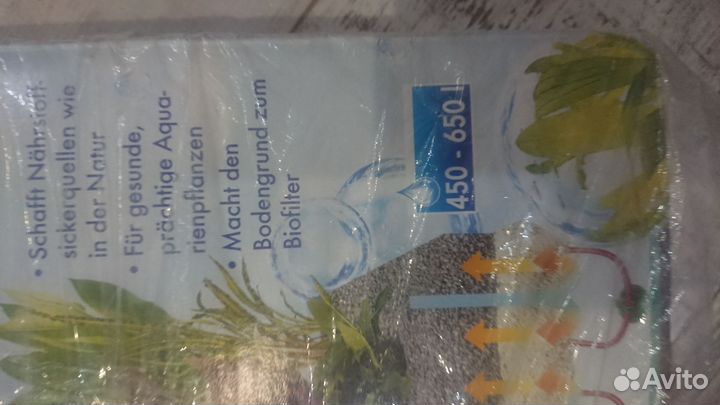 • Schafft Nährstoff-
sickerquellen wie
in der Natur
• Für gesunde,
prächtige Aqua-
rienpflanzen
• Macht den
Bodengrund zum
Biofilter
450 - 650 l
Avito